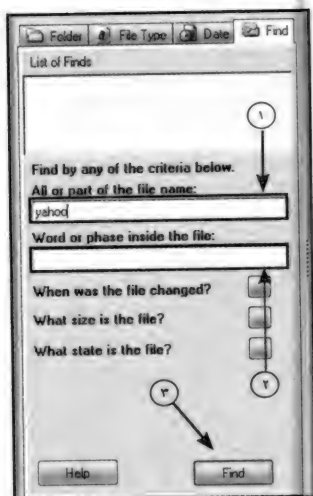 Folder File Type Date Find
List of Finds
١
Find by any of the criteria below.
All or part of the file name:
yahoo
Word or phase inside the file:
When was the file changed?
What size is the file?
What state is the file?
٣ ٢
Help Find